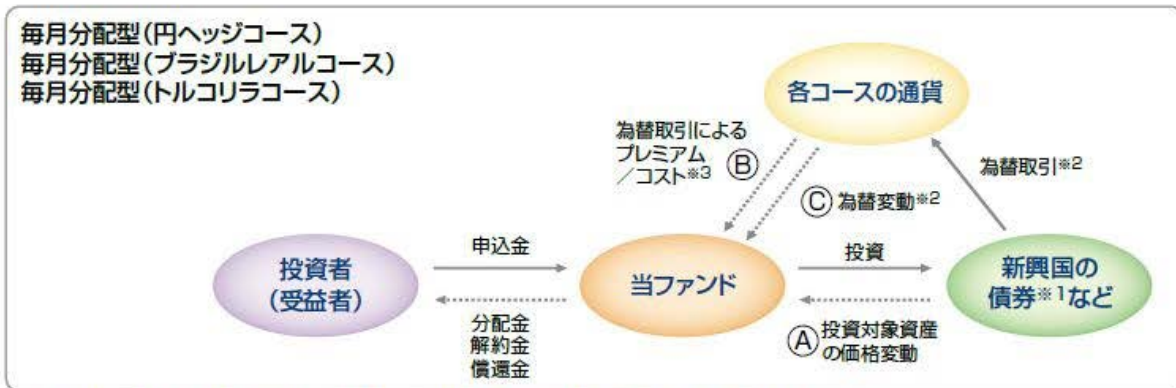 毎月分配型(円ヘッジコース)
毎月分配型(ブラジルレアルコース)
毎月分配型(トルコリラコース)
各コースの通貨
為替取引による
プレミアム
／コスト※3
Ⓑ
為替取引※2
Ⓒ 為替変動※2
投資者
(受益者)
申込金
分配金
解約金
償還金
当ファンド
投資
Ⓐ 投資対象資産
の価格変動
新興国の
債券※1など